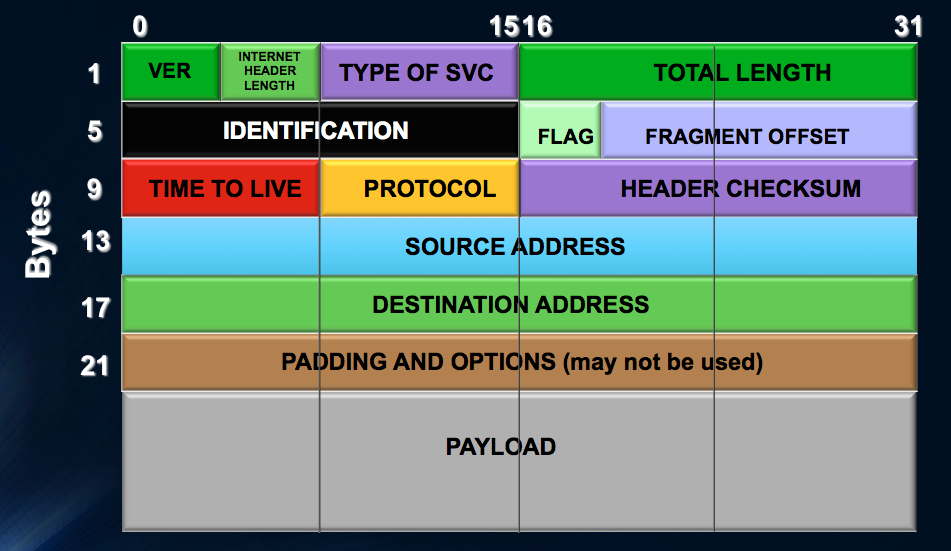 0 1516 31
1 VER INTERNET HEADER LENGTH TYPE OF SVC TOTAL LENGTH
5 IDENTIFICATION FLAG FRAGMENT OFFSET
9 TIME TO LIVE PROTOCOL HEADER CHECKSUM
Bytes
13 SOURCE ADDRESS
17 DESTINATION ADDRESS
21 PADDING AND OPTIONS (may not be used)
PAYLOAD